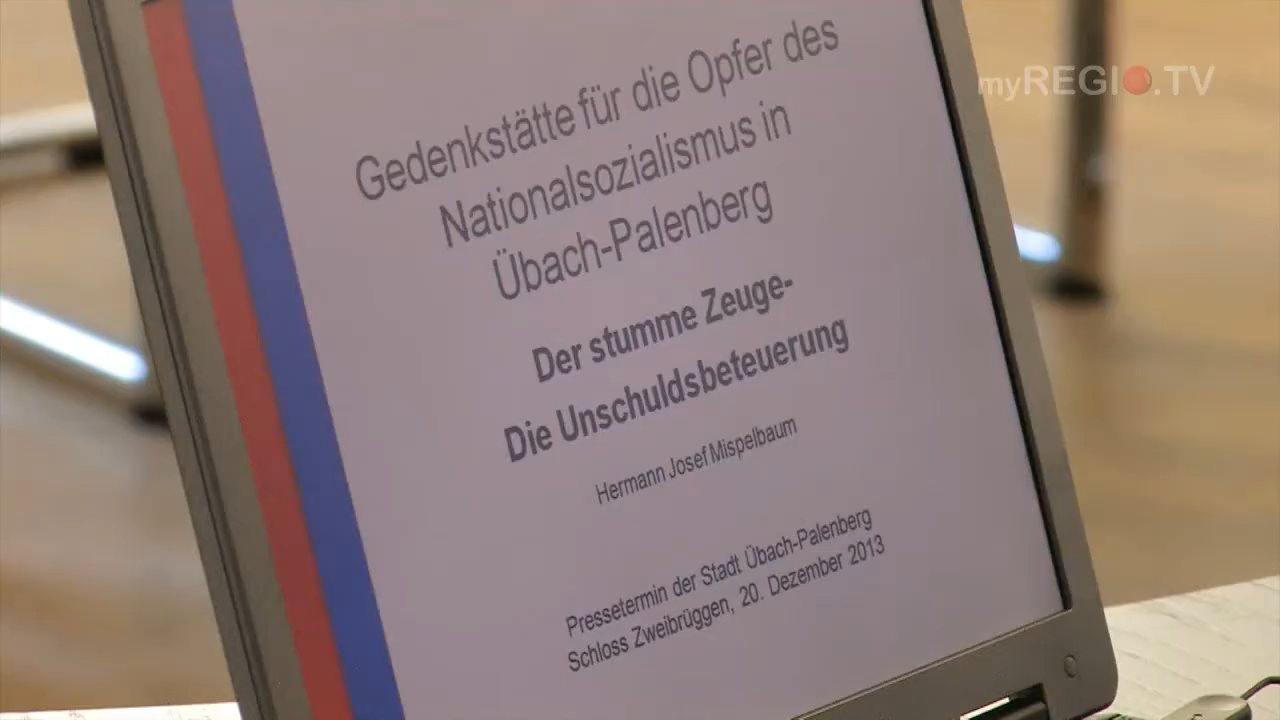 myREGIO.TV
Gedenkstätte für die Opfer des
Nationalsozialismus in
Übach-Palenberg
Der stumme Zeuge-
Die Unschuldsbeteuerung
Hermann Josef Mispelbaum
Pressetermin der Stadt Übach-Palenberg
Schloss Zweibrüggen, 20. Dezember 2013